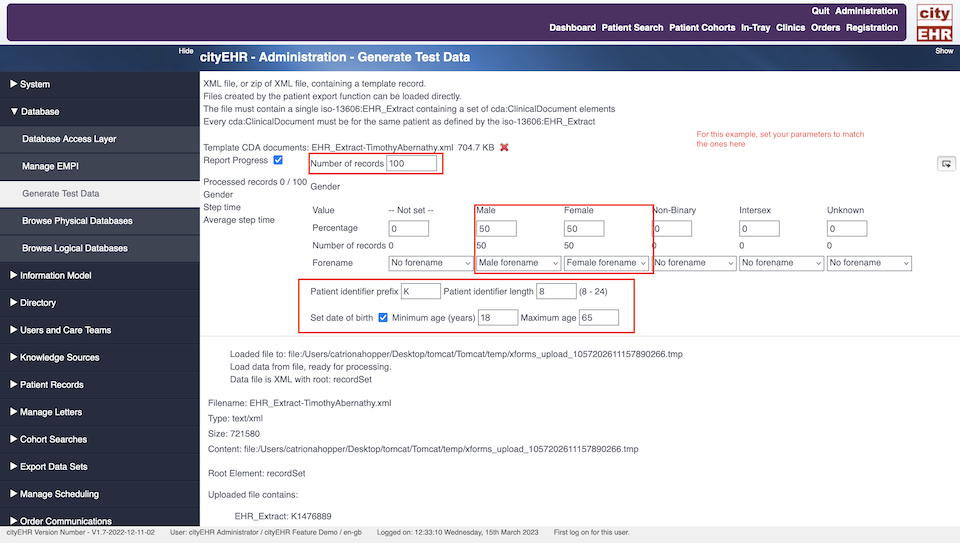 Quit Administration
city
EHR
Dashboard Patient Search Patient Cohorts In-Tray Clinics Orders Registration
Hide
cityEHR - Administration - Generate Test Data
Show
System
Database
Database Access Layer
Manage EMPI
Generate Test Data
Browse Physical Databases
Browse Logical Databases
Information Model
Directory
Users and Care Teams
Knowledge Sources
Patient Records
Manage Letters
Cohort Searches
Export Data Sets
Manage Scheduling
Order Communications
XML file, or zip of XML file, containing a template record.
Files created by the patient export function can be loaded directly.
The file must contain a single iso-13606:EHR_Extract containing a set of cda:ClinicalDocument elements
Every cda:ClinicalDocument must be for the same patient as defined by the iso-13606:EHR_Extract
For this example, set your parameters to match
the ones here
Template CDA documents: EHR_Extract-TimothyAbernathy.xml 704.7 KB
Report Progress
Number of records 100
Processed records 0 / 100
Gender
Step time
Average step time
Gender
Value -- Not set -- Male Female Non-Binary Intersex Unknown
Percentage 0 50 50 0 0 0
Number of records 0 50 50 0 0 0
Forename No forename Male forename Female forename No forename No forename No forename
Patient identifier prefix K Patient identifier length 8 (8 - 24)
Set date of birth Minimum age (years) 18 Maximum age 65
Loaded file to: file:/Users/catrionahopper/Desktop/tomcat/Tomcat/temp/xforms_upload_1057202611157890266.tmp
Load data from file, ready for processing.
Data file is XML with root: recordSet
Filename: EHR_Extract-TimothyAbernathy.xml
Type: text/xml
Size: 721580
Content: file:/Users/catrionahopper/Desktop/tomcat/Tomcat/temp/xforms_upload_1057202611157890266.tmp
Root Element: recordSet
Uploaded file contains:
EHR_Extract: K1476889
cityEHR Version Number - V1.7-2022-12-11-02 User: cityEHR Administrator / cityEHR Feature Demo / en-gb Logged on: 12:33:10 Wednesday, 15th March 2023 First log on for this user.